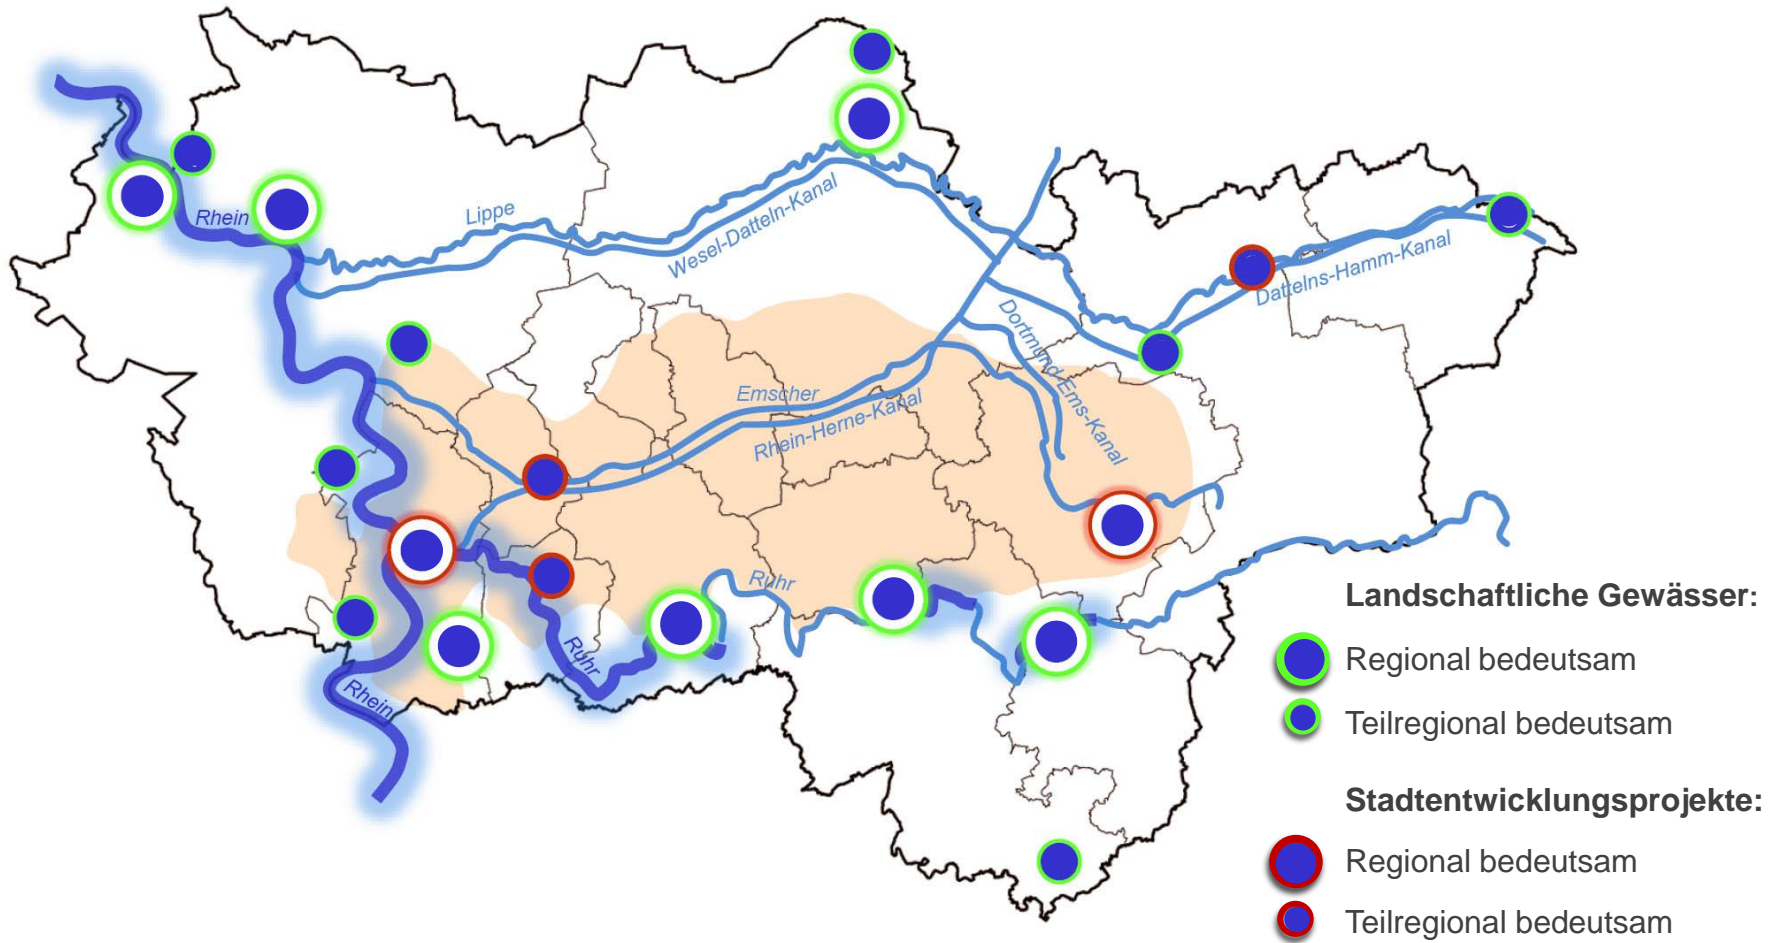 Rhein
Lippe
Wesel-Datteln-Kanal
Dattelns-Hamm-Kanal
Dortmund-Ems-Kanal
Emscher
Rhein-Herne-Kanal
Ruhr
Ruhr
Rhein
Landschaftliche Gewässer:
Regional bedeutsam
Teilregional bedeutsam
Stadtentwicklungsprojekte:
Regional bedeutsam
Teilregional bedeutsam